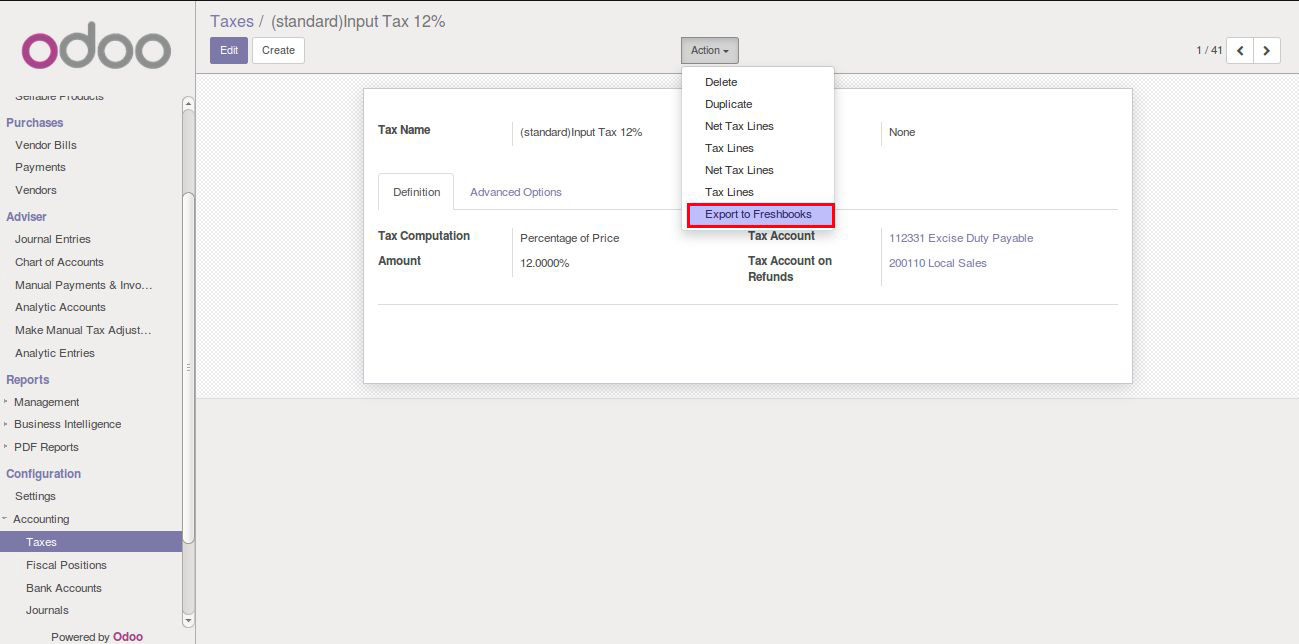 odoo
Sellable Products
Purchases
Vendor Bills
Payments
Vendors
Adviser
Journal Entries
Chart of Accounts
Manual Payments & Invo...
Analytic Accounts
Make Manual Tax Adjust...
Analytic Entries
Reports
Management
Business Intelligence
PDF Reports
Configuration
Settings
Accounting
Taxes
Fiscal Positions
Bank Accounts
Journals
Powered by Odoo
Taxes / (standard)Input Tax 12%
Edit Create Action 1 / 41
Delete
Duplicate
Net Tax Lines
Tax Lines
Net Tax Lines
Tax Lines
Export to Freshbooks
Tax Name (standard)Input Tax 12% None
Definition Advanced Options
Tax Computation Percentage of Price Tax Account 112331 Excise Duty Payable
Amount 12.0000% Tax Account on 200110 Local Sales
Refunds